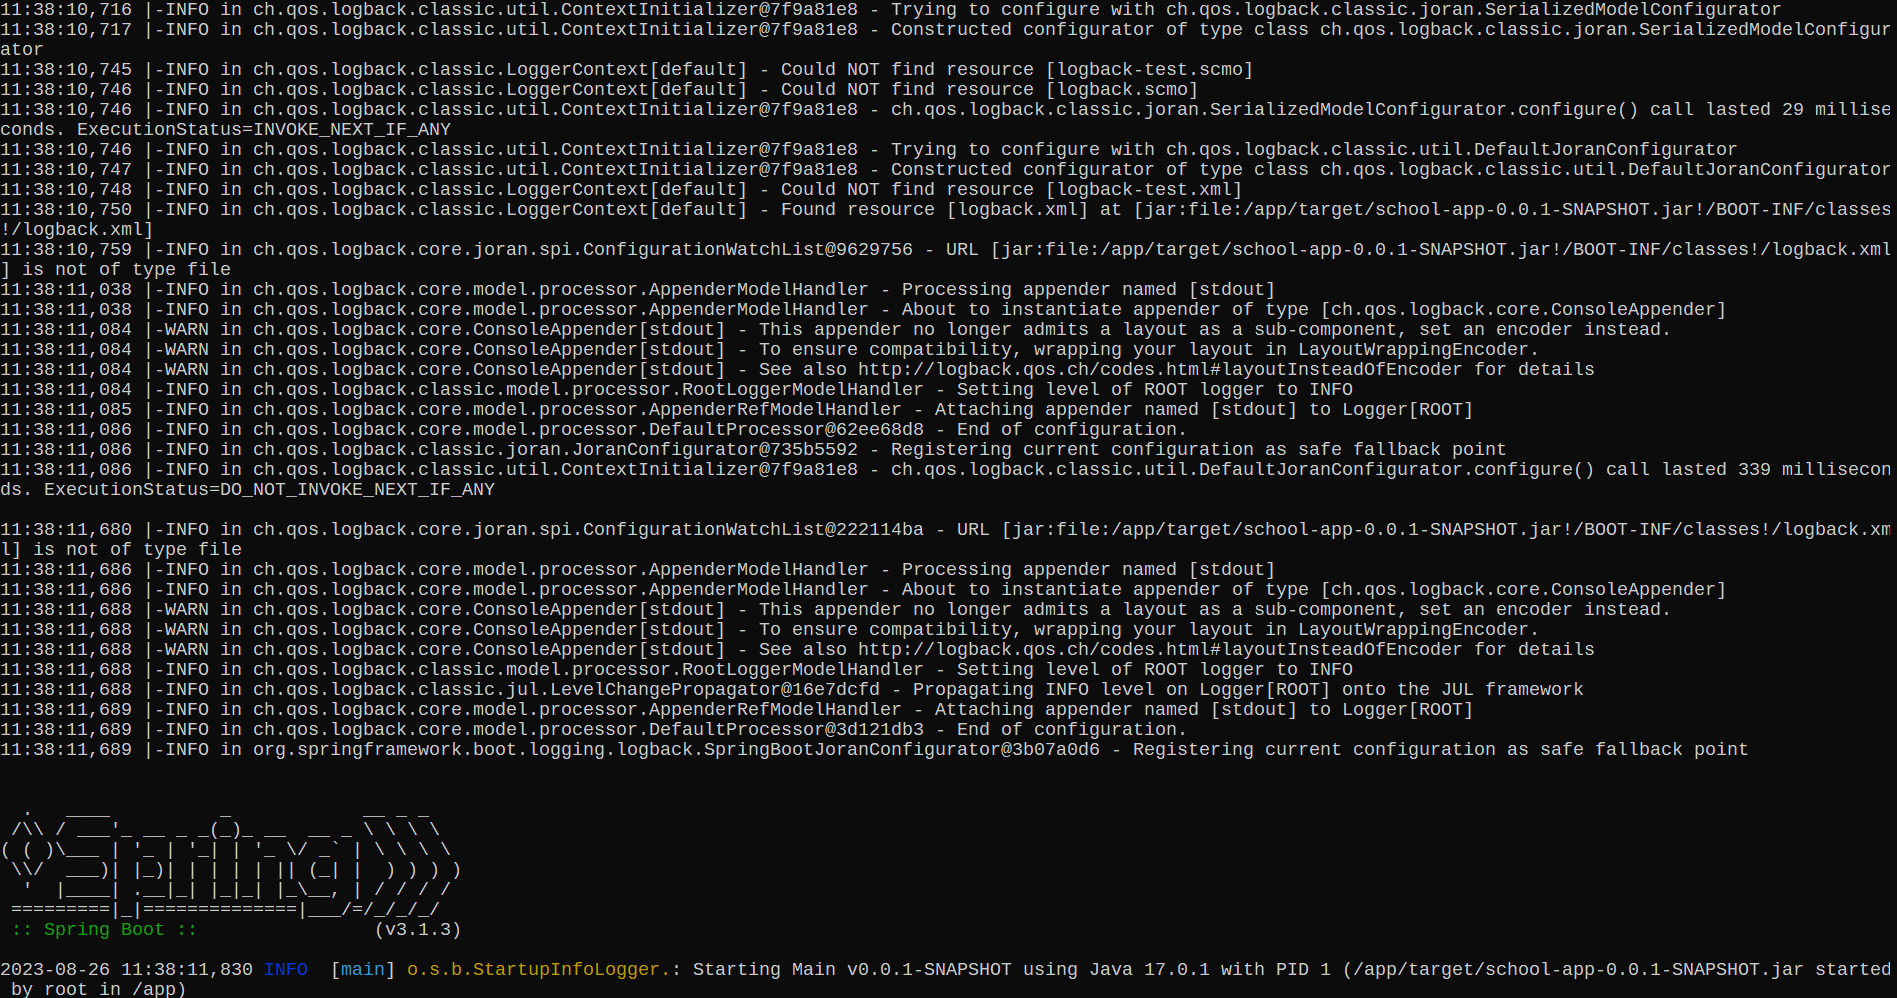 11:38:10,716 |-INFO in ch.qos.logback.classic.util.ContextInitializer@7f9a81e8 - Trying to configure with ch.qos.logback.classic.joran.SerializedModelConfigurator
11:38:10,717 |-INFO in ch.qos.logback.classic.util.ContextInitializer@7f9a81e8 - Constructed configurator of type class ch.qos.logback.classic.joran.SerializedModelConfigur
ator
11:38:10,745 |-INFO in ch.qos.logback.classic.LoggerContext[default] - Could NOT find resource [logback-test.scmo]
11:38:10,746 |-INFO in ch.qos.logback.classic.LoggerContext[default] - Could NOT find resource [logback.scmo]
11:38:10,746 |-INFO in ch.qos.logback.classic.util.ContextInitializer@7f9a81e8 - ch.qos.logback.classic.joran.SerializedModelConfigurator.configure() call lasted 29 millise
conds. ExecutionStatus=INVOKE_NEXT_IF_ANY
11:38:10,746 |-INFO in ch.qos.logback.classic.util.ContextInitializer@7f9a81e8 - Trying to configure with ch.qos.logback.classic.util.DefaultJoranConfigurator
11:38:10,747 |-INFO in ch.qos.logback.classic.util.ContextInitializer@7f9a81e8 - Constructed configurator of type class ch.qos.logback.classic.util.DefaultJoranConfigurator
11:38:10,748 |-INFO in ch.qos.logback.classic.LoggerContext[default] - Could NOT find resource [logback-test.xml]
11:38:10,750 |-INFO in ch.qos.logback.classic.LoggerContext[default] - Found resource [logback.xml] at [jar:file:/app/target/school-app-0.0.1-SNAPSHOT.jar!/BOOT-INF/classes
!/logback.xml]
11:38:10,759 |-INFO in ch.qos.logback.core.joran.spi.ConfigurationWatchList@9629756 - URL [jar:file:/app/target/school-app-0.0.1-SNAPSHOT.jar!/BOOT-INF/classes!/logback.xml
] is not of type file
11:38:11,038 |-INFO in ch.qos.logback.core.model.processor.AppenderModelHandler - Processing appender named [stdout]
11:38:11,038 |-INFO in ch.qos.logback.core.model.processor.AppenderModelHandler - About to instantiate appender of type [ch.qos.logback.core.ConsoleAppender]
11:38:11,084 |-WARN in ch.qos.logback.core.ConsoleAppender[stdout] - This appender no longer admits a layout as a sub-component, set an encoder instead.
11:38:11,084 |-WARN in ch.qos.logback.core.ConsoleAppender[stdout] - To ensure compatibility, wrapping your layout in LayoutWrappingEncoder.
11:38:11,084 |-WARN in ch.qos.logback.core.ConsoleAppender[stdout] - See also http://logback.qos.ch/codes.html#layoutInsteadOfEncoder for details
11:38:11,084 |-INFO in ch.qos.logback.classic.model.processor.RootLoggerModelHandler - Setting level of ROOT logger to INFO
11:38:11,085 |-INFO in ch.qos.logback.core.model.processor.AppenderRefModelHandler - Attaching appender named [stdout] to Logger[ROOT]
11:38:11,086 |-INFO in ch.qos.logback.core.model.processor.DefaultProcessor@62ee68d8 - End of configuration.
11:38:11,086 |-INFO in ch.qos.logback.classic.joran.JoranConfigurator@735b5592 - Registering current configuration as safe fallback point
11:38:11,086 |-INFO in ch.qos.logback.classic.util.ContextInitializer@7f9a81e8 - ch.qos.logback.classic.util.DefaultJoranConfigurator.configure() call lasted 339 millisecon
ds. ExecutionStatus=DO_NOT_INVOKE_NEXT_IF_ANY

11:38:11,680 |-INFO in ch.qos.logback.core.joran.spi.ConfigurationWatchList@222114ba - URL [jar:file:/app/target/school-app-0.0.1-SNAPSHOT.jar!/BOOT-INF/classes!/logback.xm
l] is not of type file
11:38:11,686 |-INFO in ch.qos.logback.core.model.processor.AppenderModelHandler - Processing appender named [stdout]
11:38:11,686 |-INFO in ch.qos.logback.core.model.processor.AppenderModelHandler - About to instantiate appender of type [ch.qos.logback.core.ConsoleAppender]
11:38:11,688 |-WARN in ch.qos.logback.core.ConsoleAppender[stdout] - This appender no longer admits a layout as a sub-component, set an encoder instead.
11:38:11,688 |-WARN in ch.qos.logback.core.ConsoleAppender[stdout] - To ensure compatibility, wrapping your layout in LayoutWrappingEncoder.
11:38:11,688 |-WARN in ch.qos.logback.core.ConsoleAppender[stdout] - See also http://logback.qos.ch/codes.html#layoutInsteadOfEncoder for details
11:38:11,688 |-INFO in ch.qos.logback.classic.model.processor.RootLoggerModelHandler - Setting level of ROOT logger to INFO
11:38:11,688 |-INFO in ch.qos.logback.classic.jul.LevelChangePropagator@16e7dcfd - Propagating INFO level on Logger[ROOT] onto the JUL framework
11:38:11,689 |-INFO in ch.qos.logback.core.model.processor.AppenderRefModelHandler - Attaching appender named [stdout] to Logger[ROOT]
11:38:11,689 |-INFO in ch.qos.logback.core.model.processor.DefaultProcessor@3d121db3 - End of configuration.
11:38:11,689 |-INFO in org.springframework.boot.logging.logback.SpringBootJoranConfigurator@3b07a0d6 - Registering current configuration as safe fallback point

  .   ____          _            __ _ _
 /\\ / ___'_ __ _ _(_)_ __  __ _ \ \ \ \
( ( )\___ | '_ | '_| | '_ \/ _` | \ \ \ \
 \\/  ___)| |_)| | | | | || (_| |  ) ) ) )
  '  |____| .__|_| |_|_| |_\__, | / / / /
 =========|_|==============|___/=/_/_/_/
 :: Spring Boot ::                (v3.1.3)

2023-08-26 11:38:11,830 INFO  [main] o.s.b.StartupInfoLogger.: Starting Main v0.0.1-SNAPSHOT using Java 17.0.1 with PID 1 (/app/target/school-app-0.0.1-SNAPSHOT.jar started
 by root in /app)